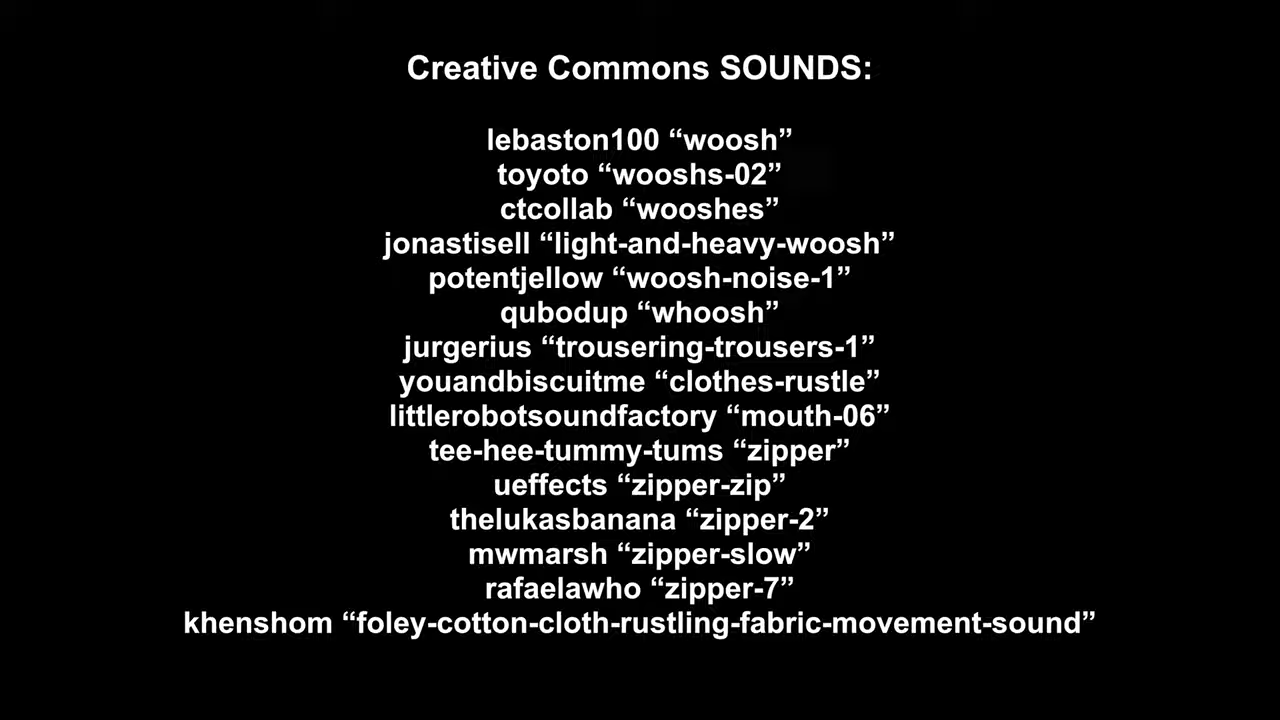 Creative Commons SOUNDS:
lebaston100 “woosh”
toyoto “wooshs-02”
ctcollab “wooshes”
jonastisell “light-and-heavy-woosh”
potentjellow “woosh-noise-1”
qubodup “whoosh”
jurgerius “trousering-trousers-1”
youandbiscuitme “clothes-rustle”
littlerobotsoundfactory “mouth-06”
tee-hee-tummy-tums “zipper”
ueffects “zipper-zip”
thelukasbanana “zipper-2”
mwmarsh “zipper-slow”
rafaelawho “zipper-7”
khenshom “foley-cotton-cloth-rustling-fabric-movement-sound”